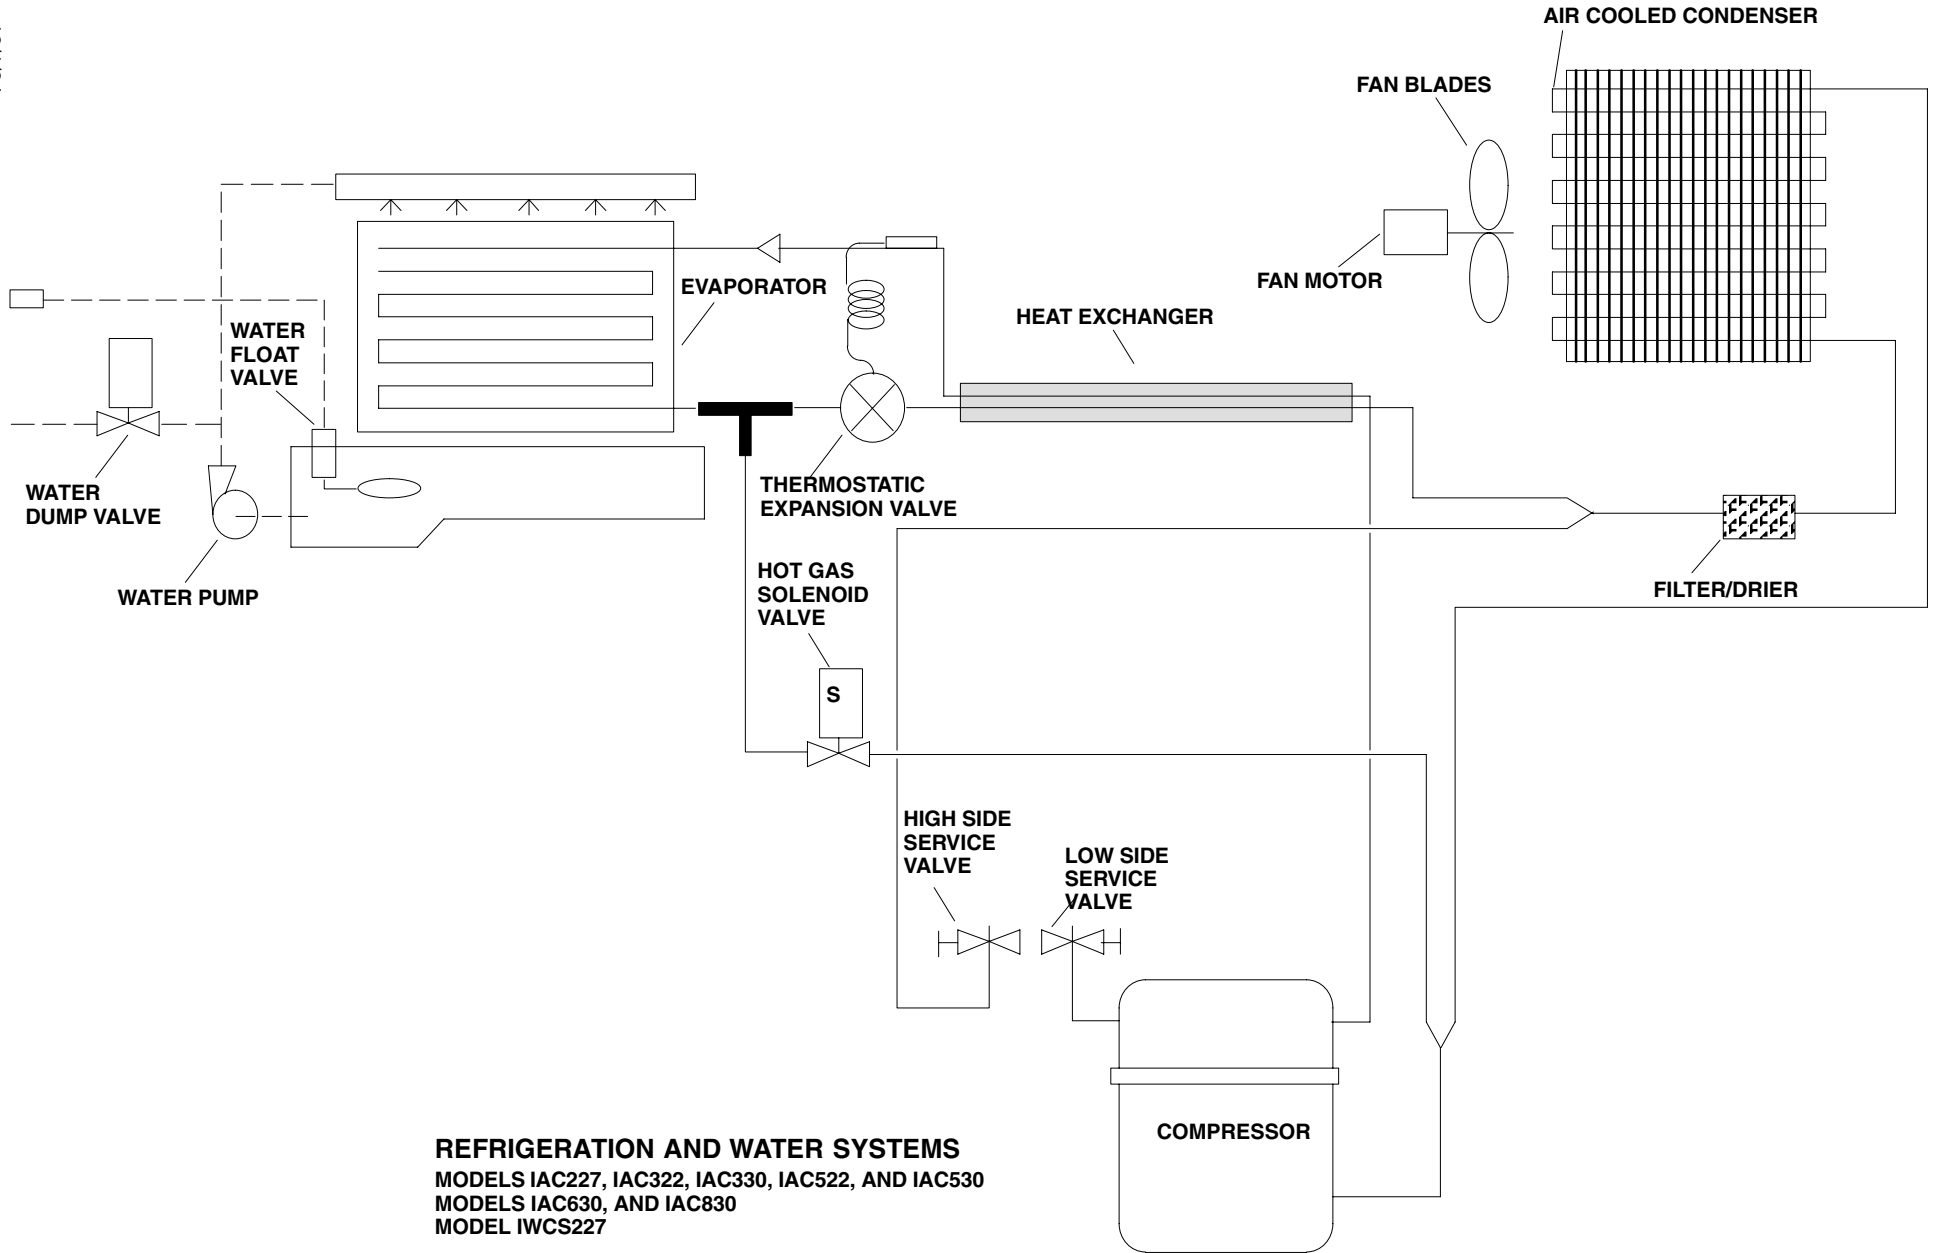 AIR COOLED CONDENSER
FAN BLADES
FAN MOTOR
EVAPORATOR
HEAT EXCHANGER
WATER
FLOAT
VALVE
WATER
DUMP VALVE
THERMOSTATIC
EXPANSION VALVE
WATER PUMP
HOT GAS
SOLENOID
VALVE
S
FILTER/DRIER
HIGH SIDE
SERVICE
VALVE
LOW SIDE
SERVICE
VALVE
COMPRESSOR
REFRIGERATION AND WATER SYSTEMS
MODELS IAC227, IAC322, IAC330, IAC522, AND IAC530
MODELS IAC630, AND IAC830
MODEL IWCS227